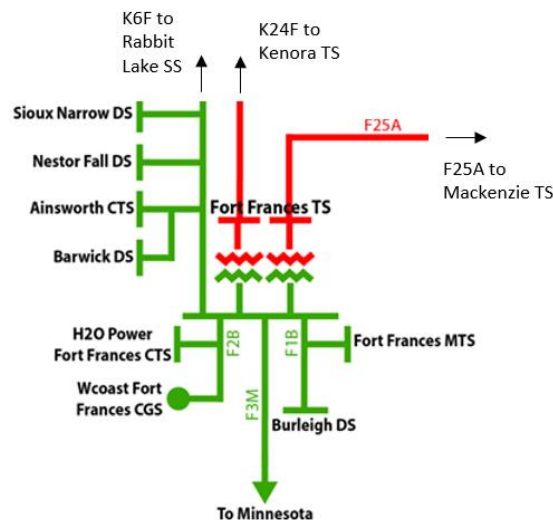 K6F to
Rabbit
Lake SS
K24F to
Kenora TS
Sioux Narrow DS
F25A
F25A to
Mackenzie TS
Nestor Fall DS
Ainsworth CTS
Fort Frances TS
Barwick DS
H2O Power
Fort Frances CTS
F2B
F1B
Fort Frances MTS
Wcoast Fort
Frances CGS
F3M
Burleigh DS
To Minnesota